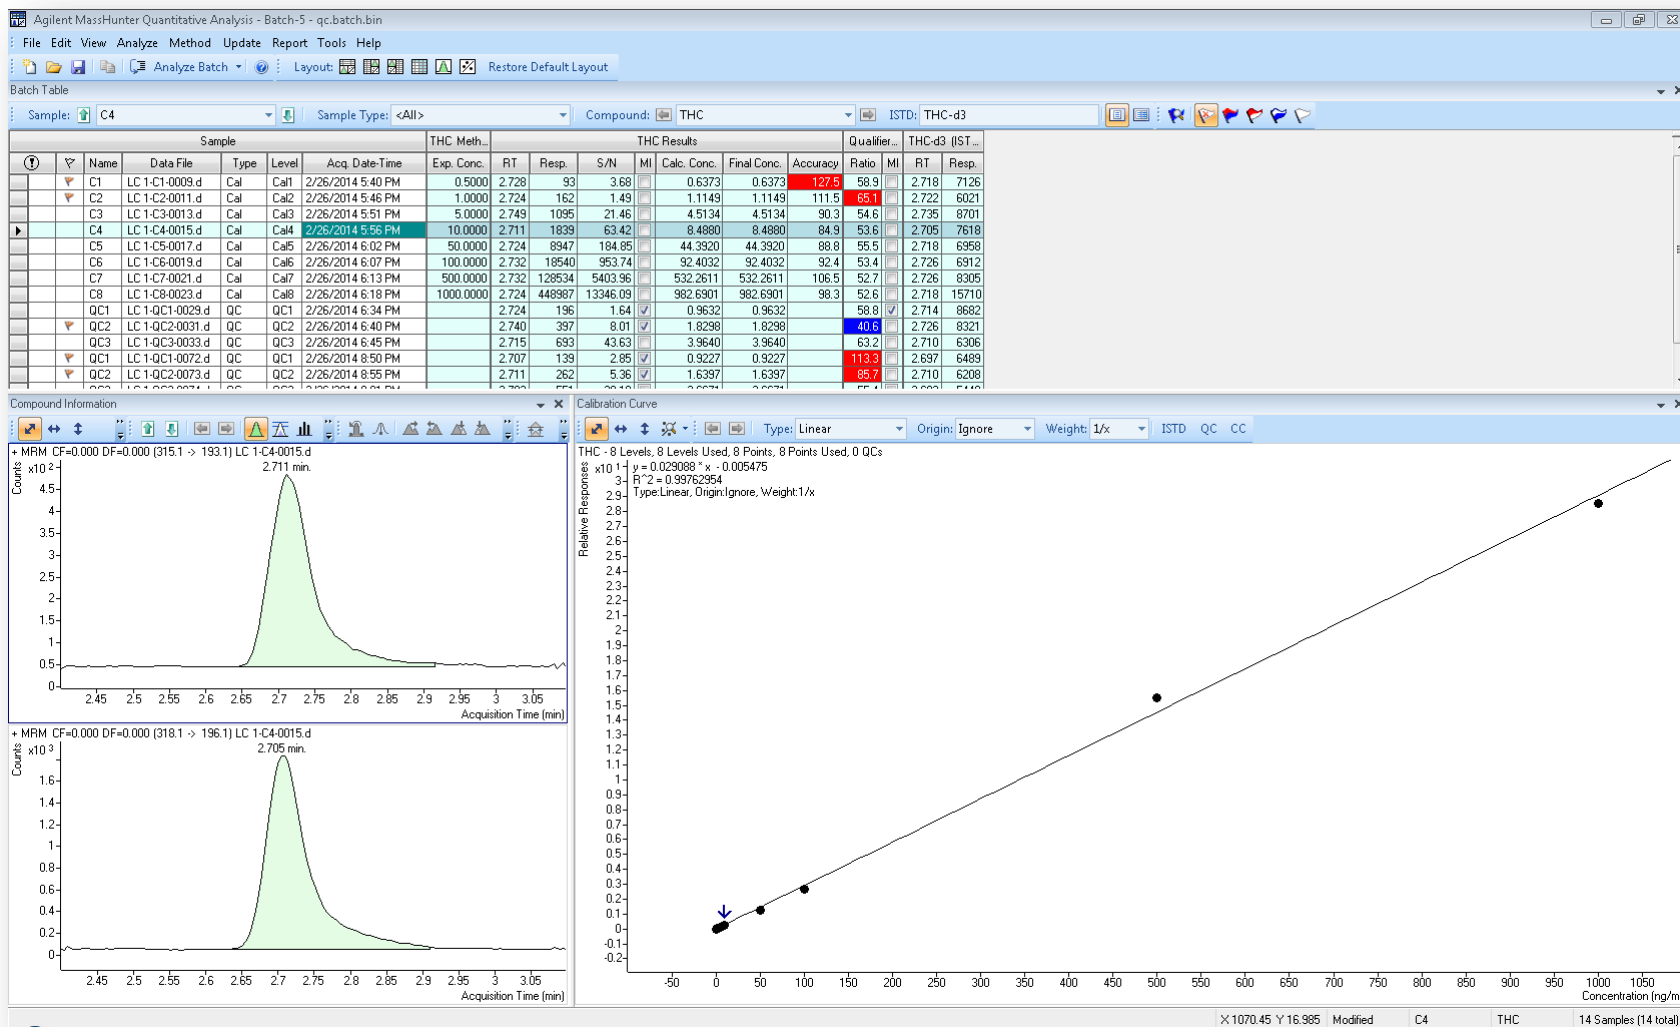 Agilent MassHunter Quantitative Analysis - Batch-5 - qc.batch.bin
File Edit View Analyze Method Update Report Tools Help
Analyze Batch Layout: Restore Default Layout
Batch Table
Sample: C4 Sample Type: <All> Compound: THC ISTD: THC-d3
Sample THC Meth... THC Results Qualifier... THC-d3 (IST...
Name Data File Type Level Acq. Date-Time Exp. Conc. RT Resp. S/N MI Calc. Conc. Final Conc. Accuracy Ratio MI RT Resp.
C1 LC 1-C1-0009.d Cal Cal1 2/26/2014 5:40 PM 0.5000 2.728 93 3.68 0.6373 0.6373 127.5 58.9 2.718 7126
C2 LC 1-C2-0011.d Cal Cal2 2/26/2014 5:46 PM 1.0000 2.724 162 1.49 1.1149 1.1149 111.5 65.1 2.722 6021
C3 LC 1-C3-0013.d Cal Cal3 2/26/2014 5:51 PM 5.0000 2.749 1095 21.46 4.5134 4.5134 90.3 54.6 2.735 8701
C4 LC 1-C4-0015.d Cal Cal4 2/26/2014 5:56 PM 10.0000 2.711 1839 63.42 8.4880 8.4880 84.9 53.6 2.705 7618
C5 LC 1-C5-0017.d Cal Cal5 2/26/2014 6:02 PM 50.0000 2.724 8947 184.85 44.3920 44.3920 88.8 55.5 2.718 6958
C6 LC 1-C6-0019.d Cal Cal6 2/26/2014 6:07 PM 100.0000 2.732 18540 953.74 92.4032 92.4032 92.4 53.4 2.726 6912
C7 LC 1-C7-0021.d Cal Cal7 2/26/2014 6:13 PM 500.0000 2.732 128534 5403.96 532.2611 532.2611 106.5 52.7 2.726 8305
C8 LC 1-C8-0023.d Cal Cal8 2/26/2014 6:18 PM 1000.0000 2.724 448987 13346.09 982.6901 982.6901 98.3 52.6 2.718 15710
QC1 LC 1-QC1-0029.d QC QC1 2/26/2014 6:34 PM 2.724 196 1.64 0.9632 0.9632 58.8 2.714 8682
QC2 LC 1-QC2-0031.d QC QC2 2/26/2014 6:40 PM 2.740 397 8.01 1.8298 1.8298 40.6 2.726 8321
QC3 LC 1-QC3-0033.d QC QC3 2/26/2014 6:45 PM 2.715 693 43.63 3.9640 3.9640 63.2 2.710 6306
QC1 LC 1-QC1-0072.d QC QC1 2/26/2014 8:50 PM 2.707 139 2.85 0.9227 0.9227 113.3 2.697 6489
QC2 LC 1-QC2-0073.d QC QC2 2/26/2014 8:55 PM 2.711 262 5.36 1.6397 1.6397 85.7 2.710 6208
Compound Information
+ MRM CF=0.000 DF=0.000 (315.1 -> 193.1) LC 1-C4-0015.d
Counts x10 2
2.711 min.
4.5
4
3.5
3
2.5
2
1.5
1
0.5
0
2.45 2.5 2.55 2.6 2.65 2.7 2.75 2.8 2.85 2.9 2.95 3 3.05
Acquisition Time (min)
+ MRM CF=0.000 DF=0.000 (318.1 -> 196.1) LC 1-C4-0015.d
Counts x10 3
2.705 min.
1.6
1.4
1.2
1
0.8
0.6
0.4
0.2
0
2.45 2.5 2.55 2.6 2.65 2.7 2.75 2.8 2.85 2.9 2.95 3 3.05
Acquisition Time (min)
Calibration Curve
Type: Linear Origin: Ignore Weight: 1/x ISTD QC CC
THC - 8 Levels, 8 Levels Used, 8 Points, 8 Points Used, 0 QCs
Relative Responses x10 1
y = 0.029088 * x - 0.005475
R^2 = 0.99762954
Type:Linear, Origin:Ignore, Weight:1/x
3
2.9
2.8
2.7
2.6
2.5
2.4
2.3
2.2
2.1
2
1.9
1.8
1.7
1.6
1.5
1.4
1.3
1.2
1.1
1
0.9
0.8
0.7
0.6
0.5
0.4
0.3
0.2
0.1
0
-0.1
-0.2
-50 0 50 100 150 200 250 300 350 400 450 500 550 600 650 700 750 800 850 900 950 1000 1050
Concentration (ng/m
X 1070.45 Y 16.985 Modified C4 THC 14 Samples (14 total)